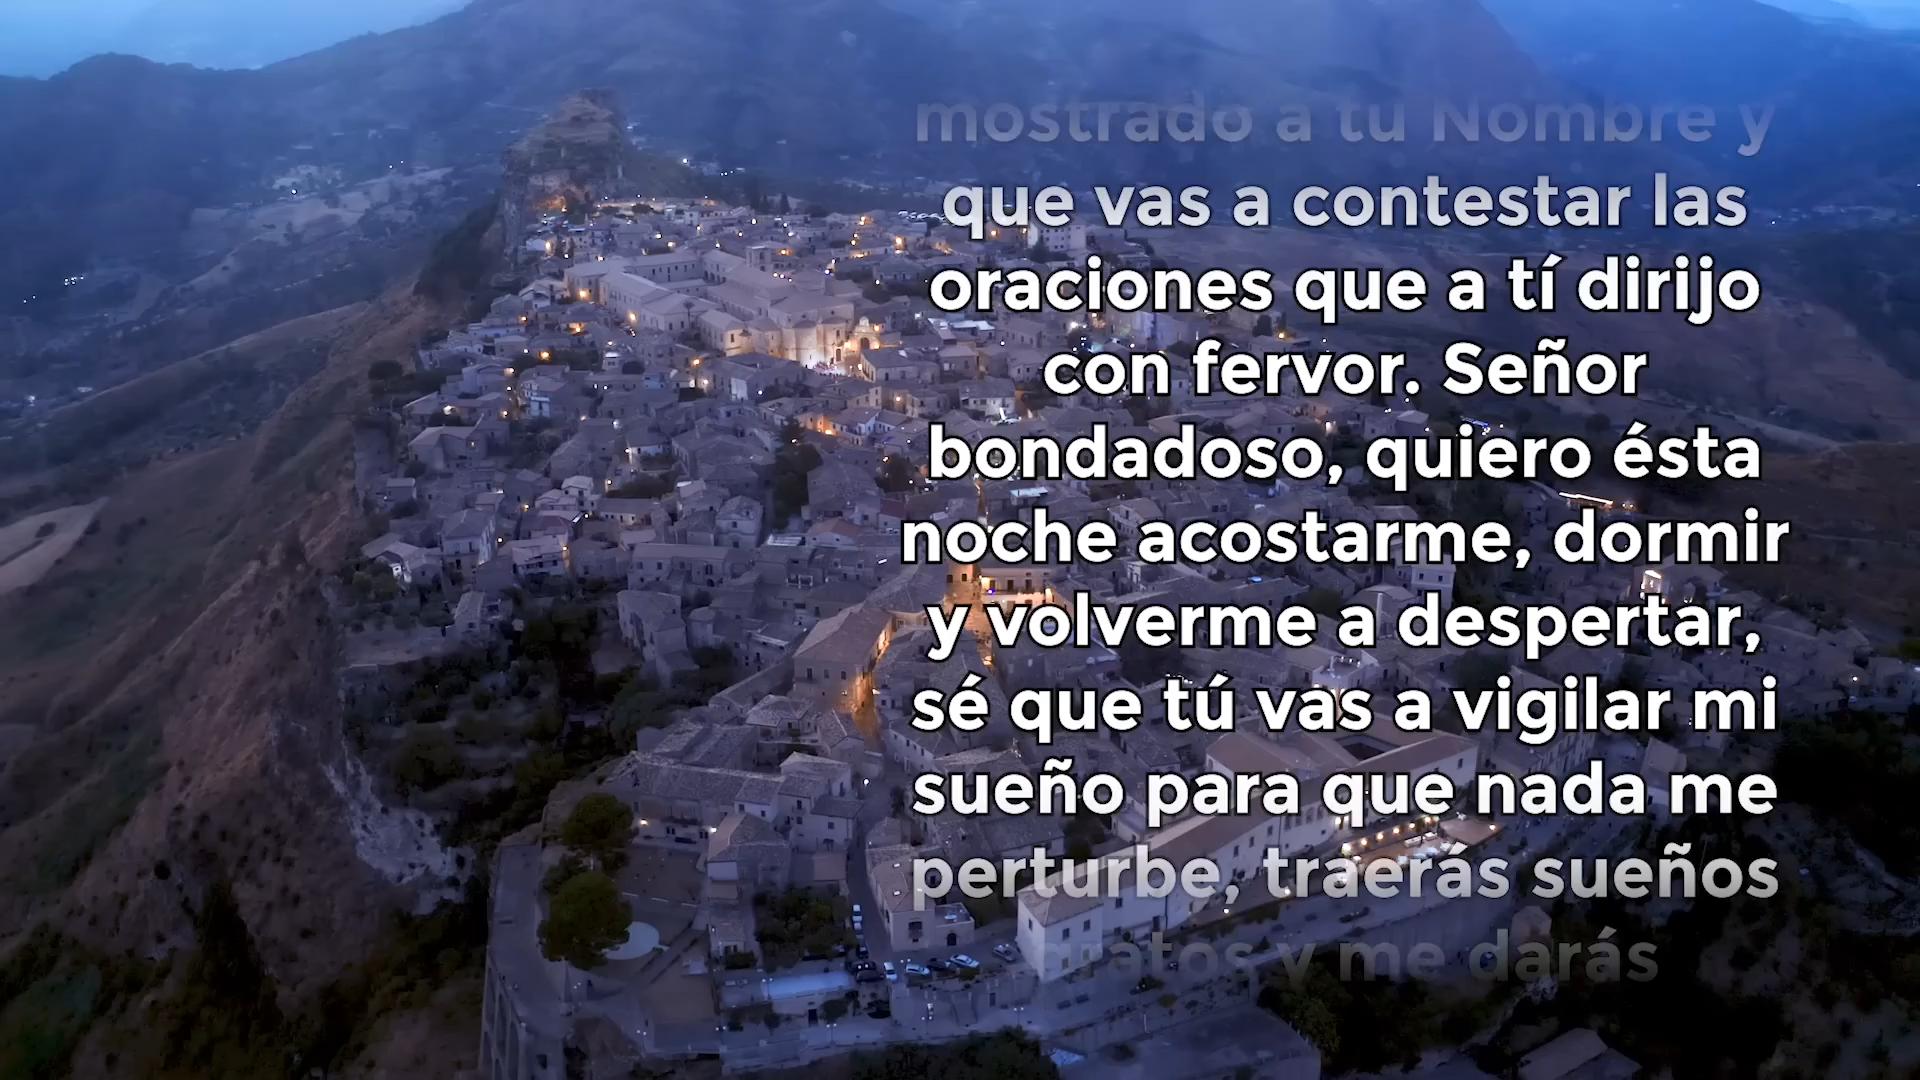 mostrado a tu Nombre y
que vas a contestar las
oraciones que a tí dirijo
con fervor. Señor
bondadoso, quiero ésta
noche acostarme, dormir
y volverme a despertar,
sé que tú vas a vigilar mi
sueño para que nada me
perturbe, traerás sueños
gratos y me darás